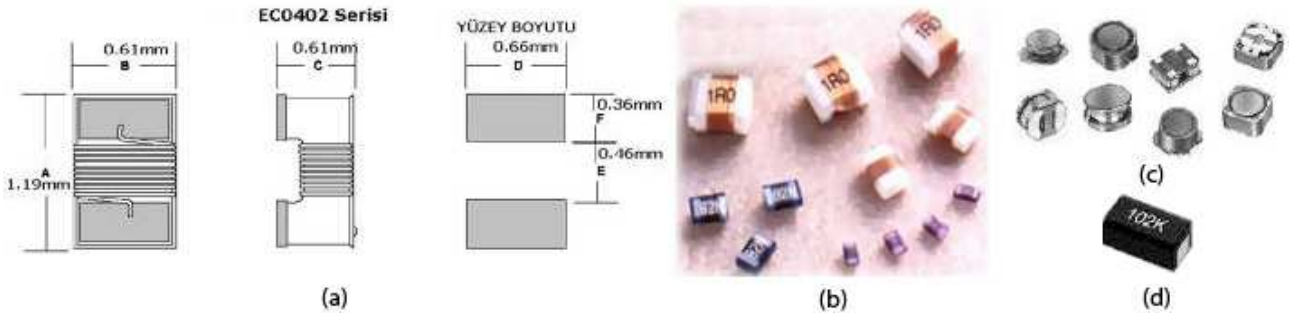 EC0402 Serisi
YÜZEY BOYUTU
0.61mm
B
0.61mm
C
0.66mm
D
A
1.19mm
0.36mm
F
0.46mm
E
(a)
1R0
1R0
1R0
(b)
(c)
102K
(d)